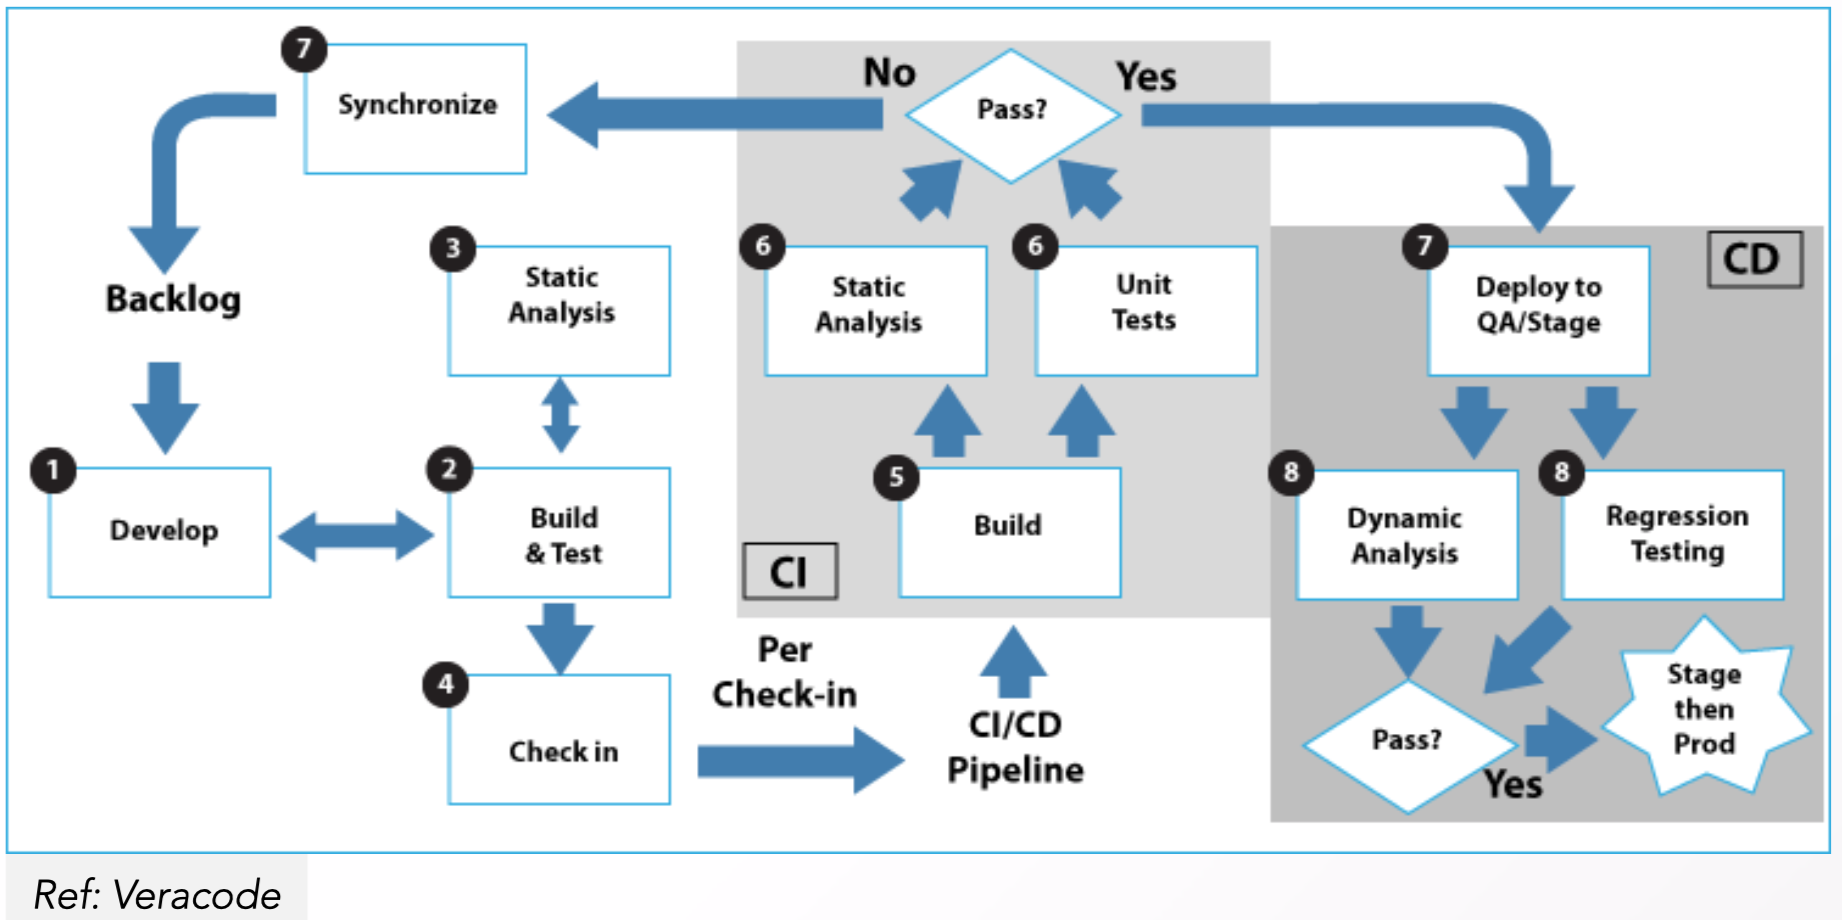 7
Synchronize
No
Pass?
Yes
Backlog
3
Static
Analysis
6
Static
Analysis
6
Unit
Tests
7
Deploy to
QA/Stage
CD
1
Develop
2
Build
& Test
5
Build
CI
8
Dynamic
Analysis
8
Regression
Testing
4
Check in
Per
Check-in
CI/CD
Pipeline
Pass?
Yes
Stage
then
Prod
Ref: Veracode